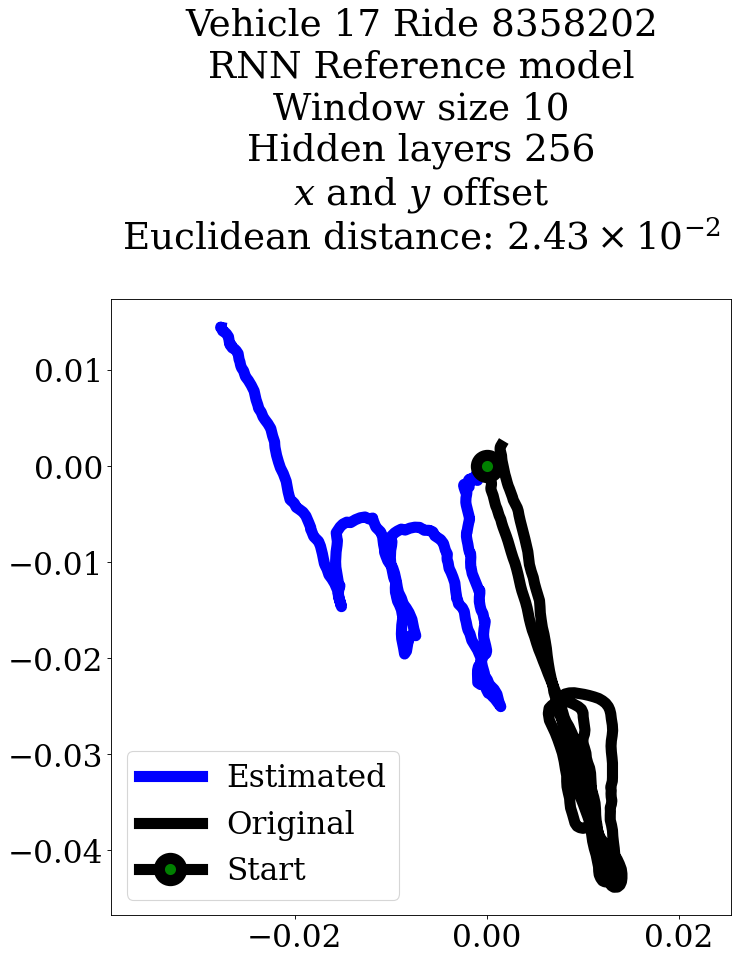 Vehicle 17 Ride 8358202
RNN Reference model
Window size 10
Hidden layers 256
x and y offset
Euclidean distance: 2.43 × 10⁻²
0.01
0.00
−0.01
−0.02
−0.03
−0.04
Estimated
Original
Start
−0.02 0.00 0.02